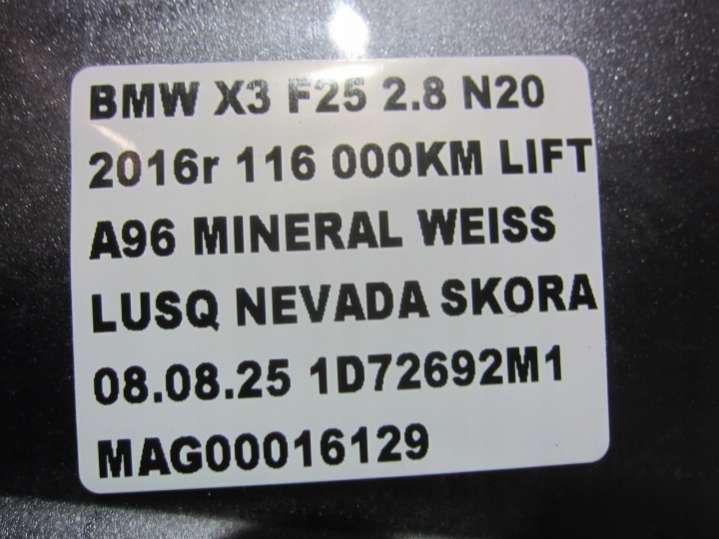 BMW X3 F25 2.8 N20
2016r 116 000KM LIFT
A96 MINERAL WEISS
LUSQ NEVADA SKORA
08.08.25 1D72692M1
MAG00016129